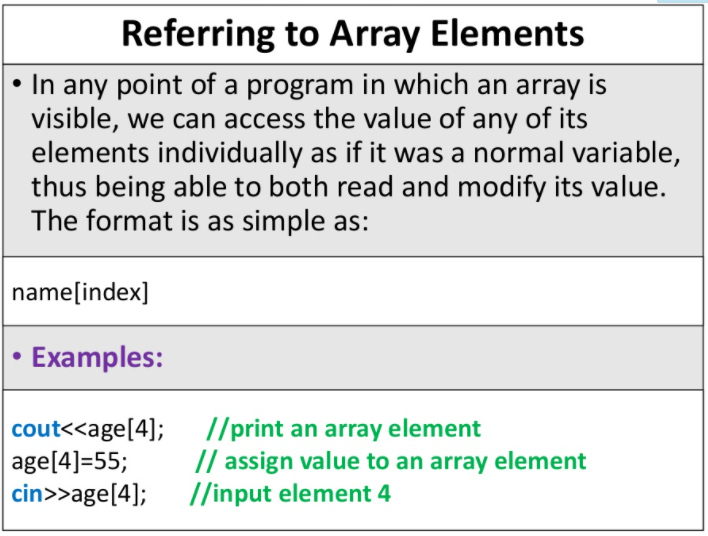 Referring to Array Elements
• In any point of a program in which an array is
visible, we can access the value of any of its
elements individually as if it was a normal variable,
thus being able to both read and modify its value.
The format is as simple as:
name[index]
• Examples:
cout<<age[4]; //print an array element
age[4]=55; // assign value to an array element
cin>>age[4]; //input element 4